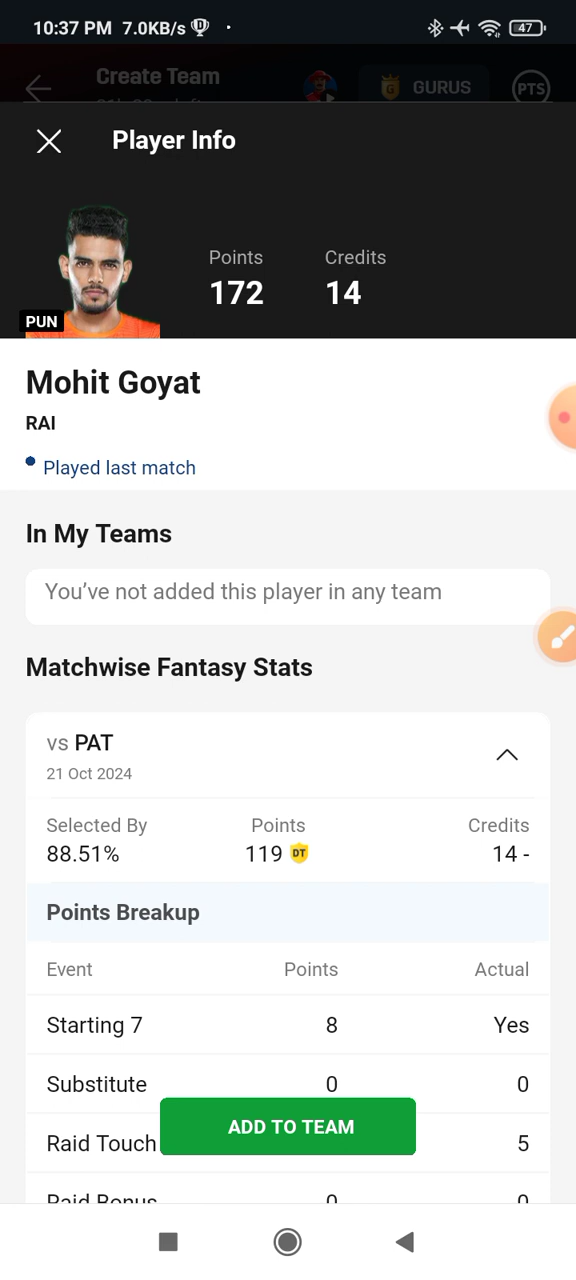 10:37 PM 7.0KB/s
47
Create Team
GURUS
PTS
Player Info
Points
Credits
172
14
PUN
Mohit Goyat
RAI
Played last match
In My Teams
You’ve not added this player in any team
Matchwise Fantasy Stats
vs PAT
21 Oct 2024
Selected By
Points
Credits
88.51%
119 DT
14 -
Points Breakup
Event
Points
Actual
Starting 7
8
Yes
Substitute
0
0
ADD TO TEAM
Raid Touch
5
Raid Bonus
0
0